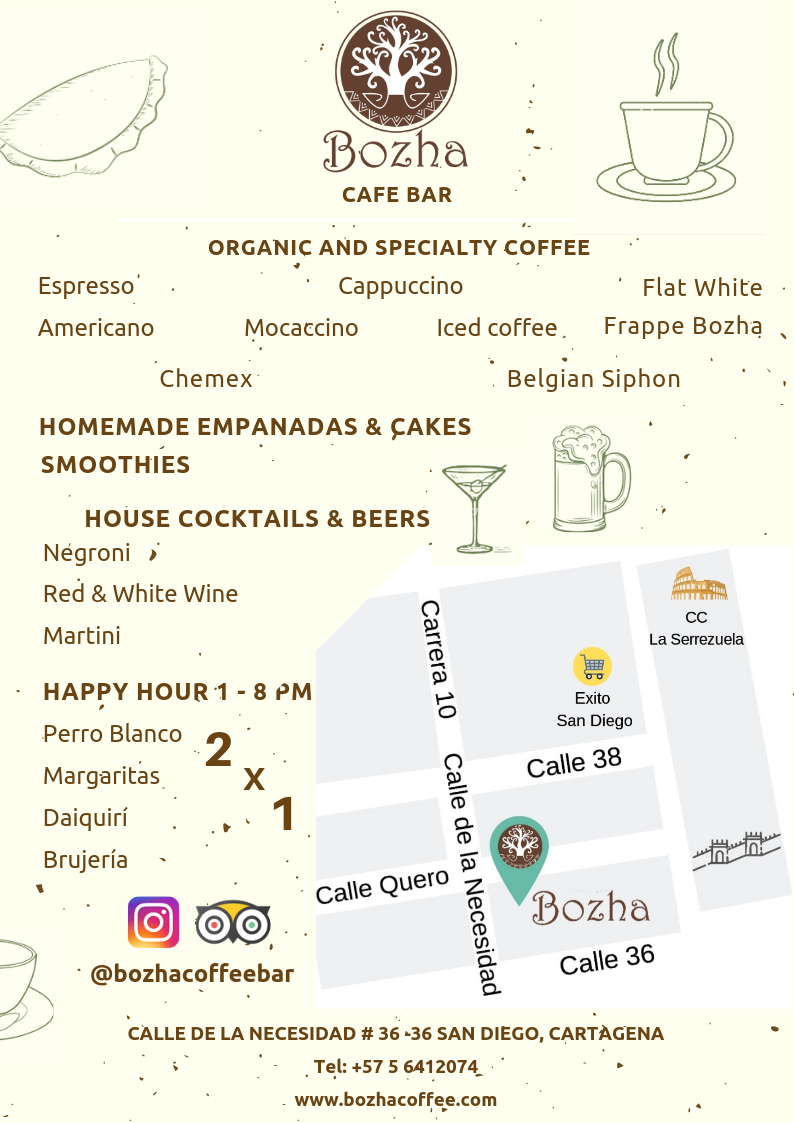 Bozha
CAFE BAR
ORGANIC AND SPECIALTY COFFEE
Espresso Cappuccino Flat White
Americano Mocaccino Iced coffee Frappe Bozha
Chemex Belgian Siphon
HOMEMADE EMPANADAS & CAKES
SMOOTHIES
HOUSE COCKTAILS & BEERS
Negroni
Red & White Wine
Martini
HAPPY HOUR 1 - 8 PM
Perro Blanco
Margaritas
Daiquirí
Brujería
2 x 1
Carrera 10
CC
La Serrezuela
Exito
San Diego
Calle 38
Calle de la Necesidad
Calle Quero
Bozha
Calle 36
@bozhacoffeebar
CALLE DE LA NECESIDAD # 36 -36 SAN DIEGO, CARTAGENA
Tel: +57 5 6412074
www.bozhacoffee.com